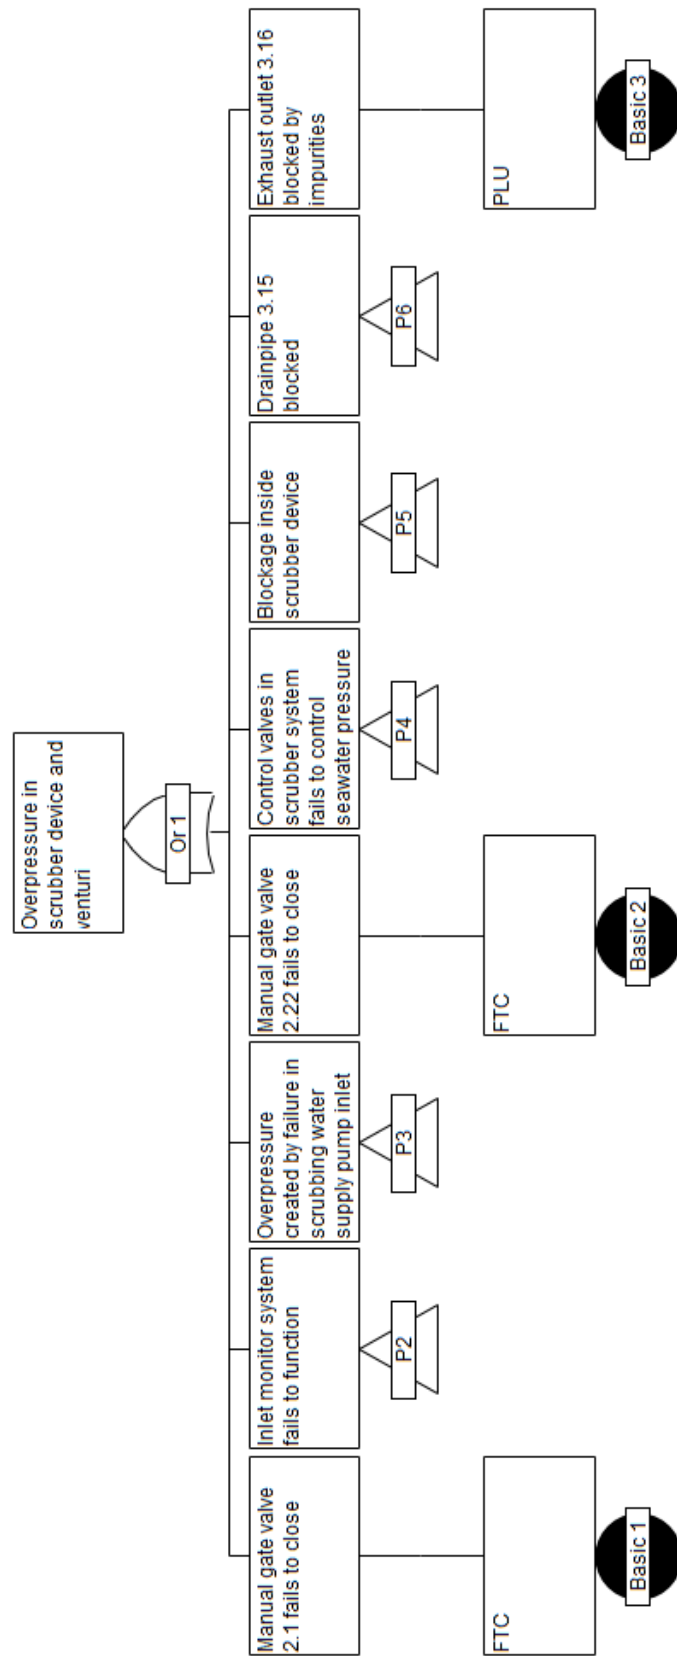 Overpressure in
scrubber device and
venturi
Or 1
Manual gate valve
2.1 fails to close
Inlet monitor system
fails to function
Overpressure
created by failure in
scrubbing water
supply pump inlet
Manual gate valve
2.22 fails to close
Control valves in
scrubber system
fails to control
seawater pressure
Blockage inside
scrubber device
Drainpipe 3.15
blocked
Exhaust outlet 3.16
blocked by
impurities
P2
P3
P4
P5
P6
FTC
FTC
PLU
Basic 1
Basic 2
Basic 3